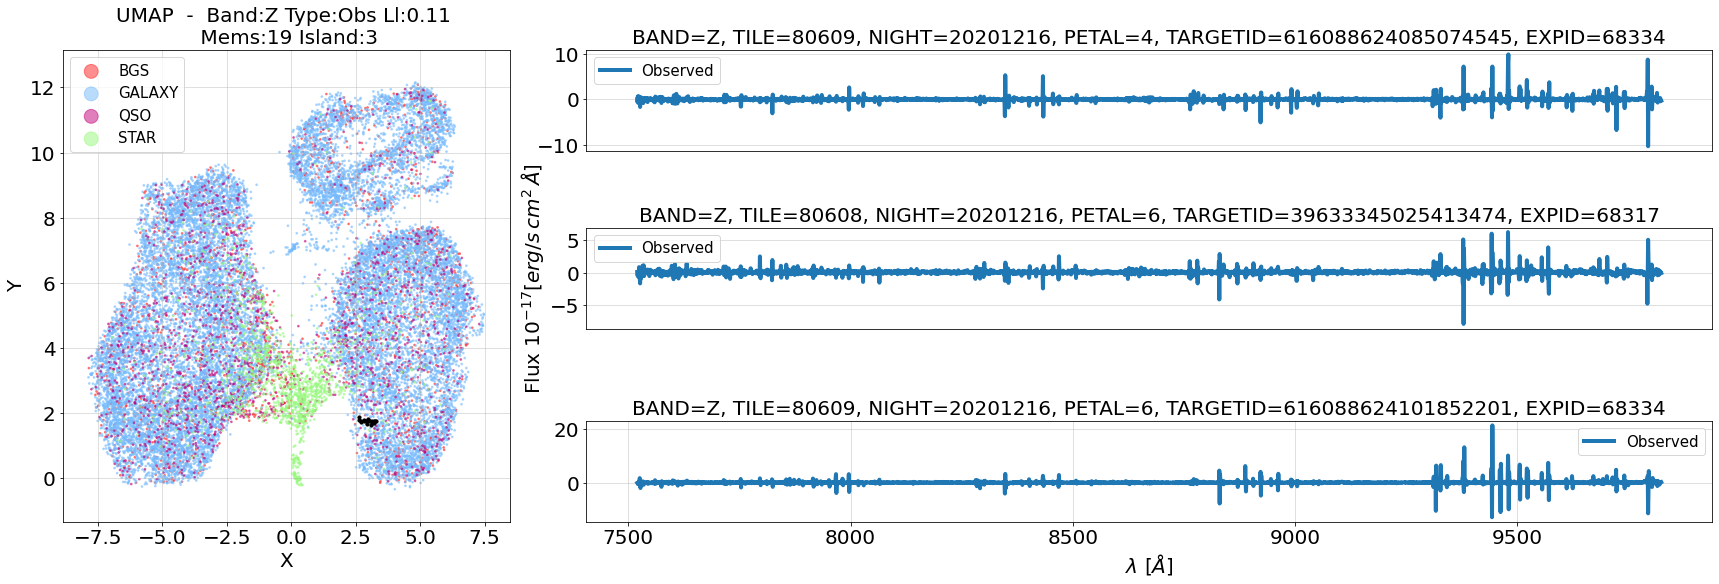 UMAP - Band:Z Type:Obs Ll:0.11
Mems:19 Island:3
BGS
GALAXY
QSO
STAR
12
10
8
6
4
2
0
Y
−7.5 −5.0 −2.5 0.0 2.5 5.0 7.5
X
BAND=Z, TILE=80609, NIGHT=20201216, PETAL=4, TARGETID=616088624085074545, EXPID=68334
Observed
10
0
−10
BAND=Z, TILE=80608, NIGHT=20201216, PETAL=6, TARGETID=39633345025413474, EXPID=68317
Observed
5
0
−5
Flux 10⁻¹⁷[erg/s cm² Å]
BAND=Z, TILE=80609, NIGHT=20201216, PETAL=6, TARGETID=616088624101852201, EXPID=68334
Observed
20
0
7500 8000 8500 9000 9500
λ [Å]